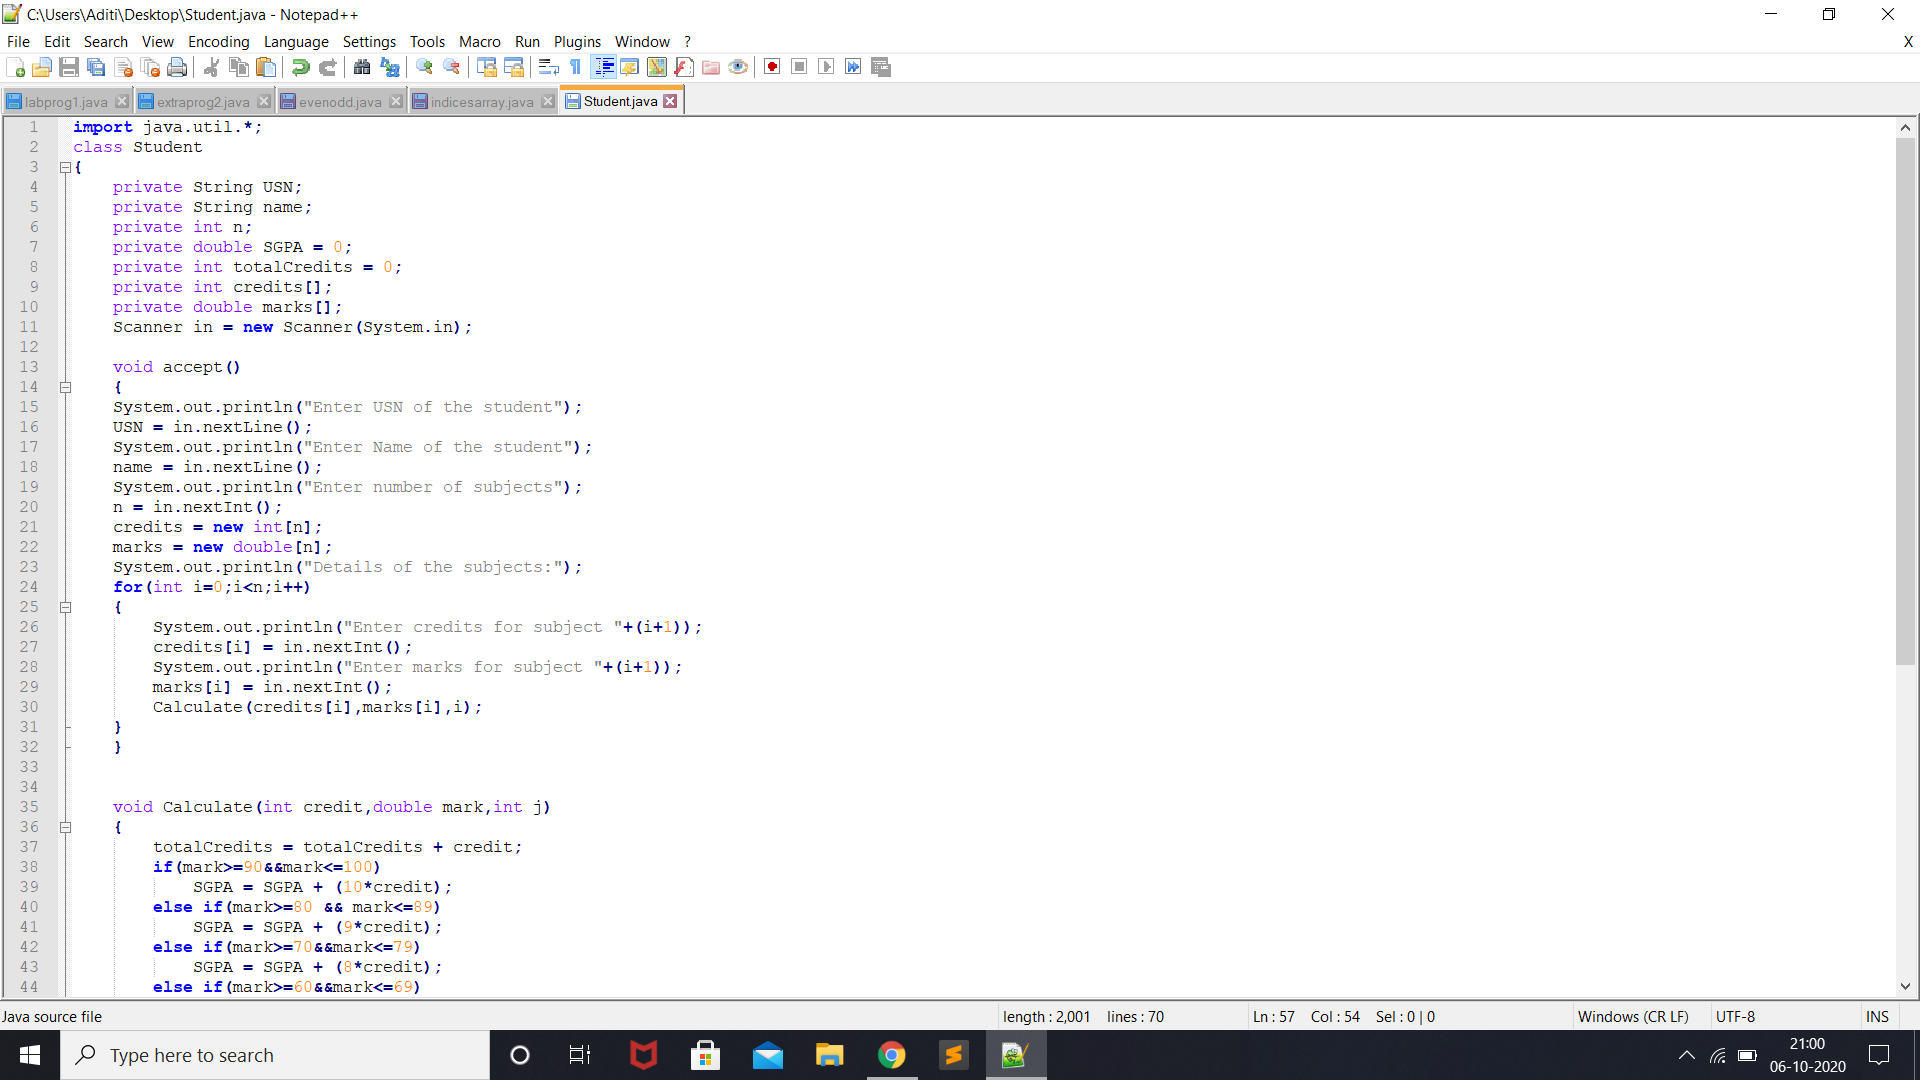 C:\Users\Aditi\Desktop\Student.java - Notepad++
File Edit Search View Encoding Language Settings Tools Macro Run Plugins Window ? X
labprog1.java extraprog2.java evenodd.java indicesarray.java Student.java
1 import java.util.*;
2 class Student
3 {
4 private String USN;
5 private String name;
6 private int n;
7 private double SGPA = 0;
8 private int totalCredits = 0;
9 private int credits[];
10 private double marks[];
11 Scanner in = new Scanner(System.in);
12
13 void accept()
14 {
15 System.out.println("Enter USN of the student");
16 USN = in.nextLine();
17 System.out.println("Enter Name of the student");
18 name = in.nextLine();
19 System.out.println("Enter number of subjects");
20 n = in.nextInt();
21 credits = new int[n];
22 marks = new double[n];
23 System.out.println("Details of the subjects:");
24 for(int i=0;i<n;i++)
25 {
26 System.out.println("Enter credits for subject "+(i+1));
27 credits[i] = in.nextInt();
28 System.out.println("Enter marks for subject "+(i+1));
29 marks[i] = in.nextInt();
30 Calculate(credits[i],marks[i],i);
31 }
32 }
33
34
35 void Calculate(int credit,double mark,int j)
36 {
37 totalCredits = totalCredits + credit;
38 if(mark>=90&&mark<=100)
39 SGPA = SGPA + (10*credit);
40 else if(mark>=80 && mark<=89)
41 SGPA = SGPA + (9*credit);
42 else if(mark>=70&&mark<=79)
43 SGPA = SGPA + (8*credit);
44 else if(mark>=60&&mark<=69)
Java source file length : 2,001 lines : 70 Ln : 57 Col : 54 Sel : 0 | 0 Windows (CR LF) UTF-8 INS
Type here to search
21:00
06-10-2020